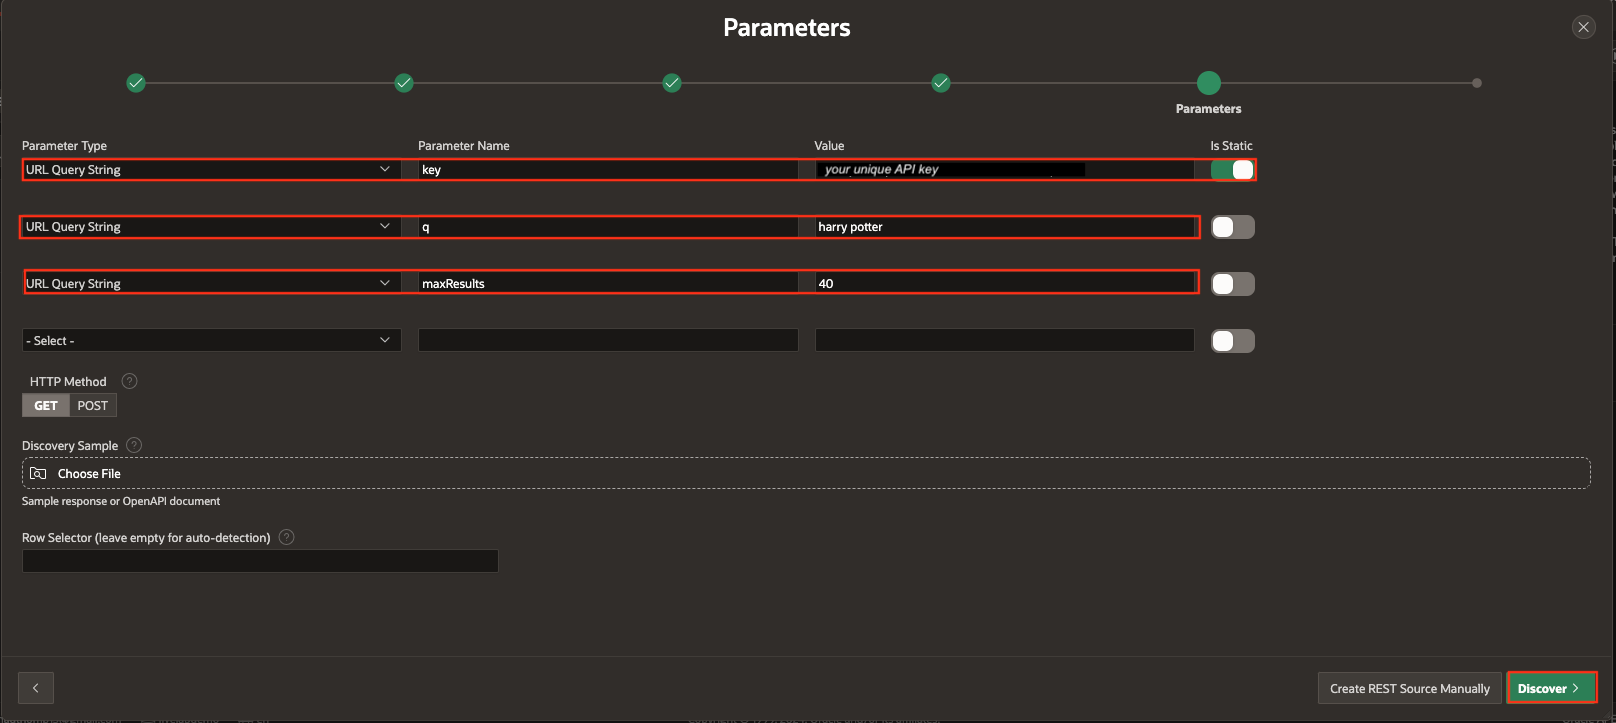 Parameters
Parameters
Parameter Type Parameter Name Value Is Static
URL Query String key your unique API key
URL Query String q harry potter
URL Query String maxResults 40
- Select -
HTTP Method ?
GET POST
Discovery Sample ?
Choose File
Sample response or OpenAPI document
Row Selector (leave empty for auto-detection) ?
Create REST Source Manually Discover